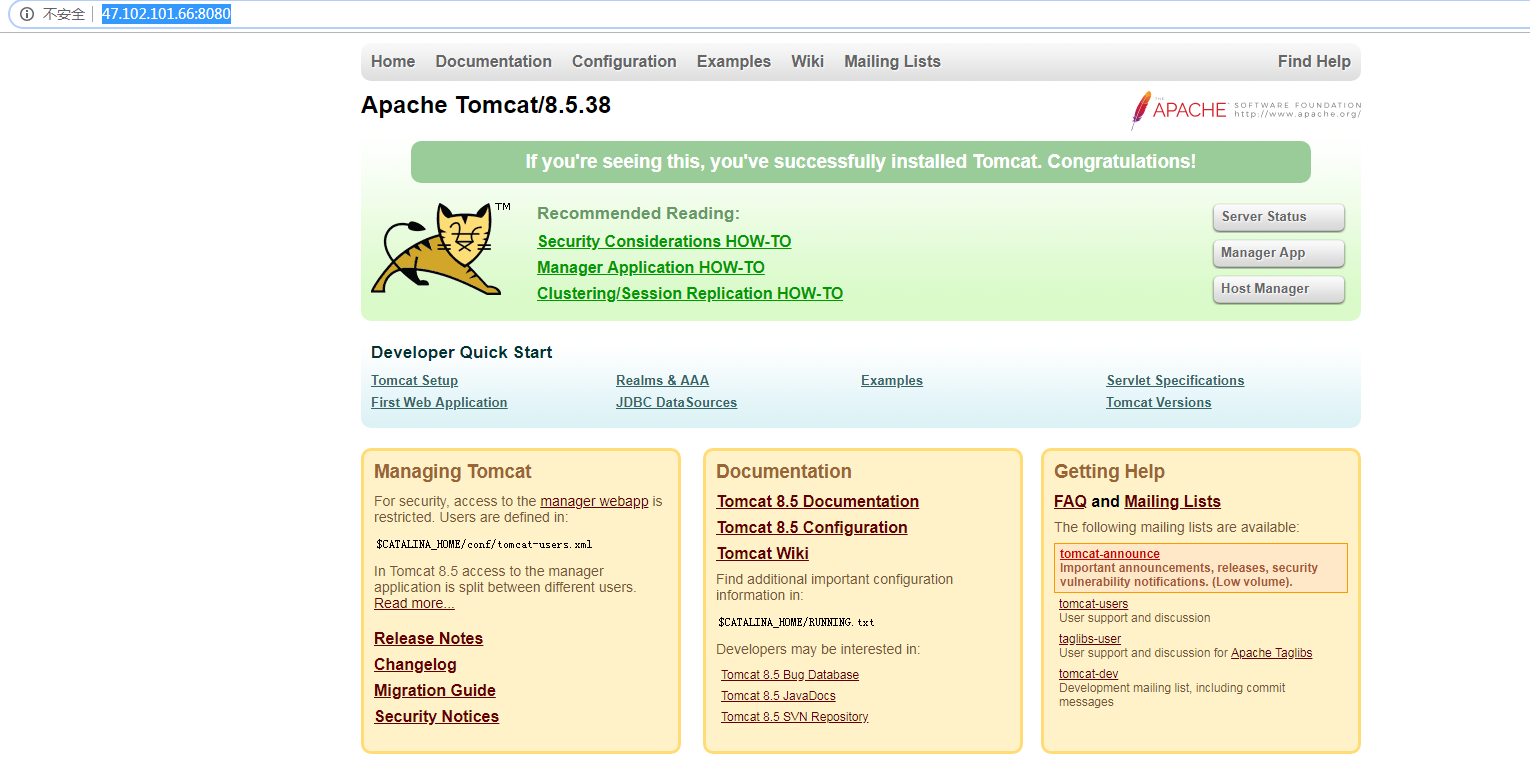 不安全 47.102.101.66:8080
Home Documentation Configuration Examples Wiki Mailing Lists Find Help
Apache Tomcat/8.5.38
THE APACHE SOFTWARE FOUNDATION
http://www.apache.org/
If you're seeing this, you've successfully installed Tomcat. Congratulations!
TM
Recommended Reading:
Security Considerations HOW-TO
Manager Application HOW-TO
Clustering/Session Replication HOW-TO
Server Status
Manager App
Host Manager
Developer Quick Start
Tomcat Setup
First Web Application
Realms & AAA
JDBC DataSources
Examples
Servlet Specifications
Tomcat Versions
Managing Tomcat
For security, access to the manager webapp is
restricted. Users are defined in:
$CATALINA_HOME/conf/tomcat-users.xml
In Tomcat 8.5 access to the manager
application is split between different users.
Read more...
Release Notes
Changelog
Migration Guide
Security Notices
Documentation
Tomcat 8.5 Documentation
Tomcat 8.5 Configuration
Tomcat Wiki
Find additional important configuration
information in:
$CATALINA_HOME/RUNNING.txt
Developers may be interested in:
Tomcat 8.5 Bug Database
Tomcat 8.5 JavaDocs
Tomcat 8.5 SVN Repository
Getting Help
FAQ and Mailing Lists
The following mailing lists are available:
tomcat-announce
Important announcements, releases, security
vulnerability notifications. (Low volume).
tomcat-users
User support and discussion
taglibs-user
User support and discussion for Apache Taglibs
tomcat-dev
Development mailing list, including commit
messages